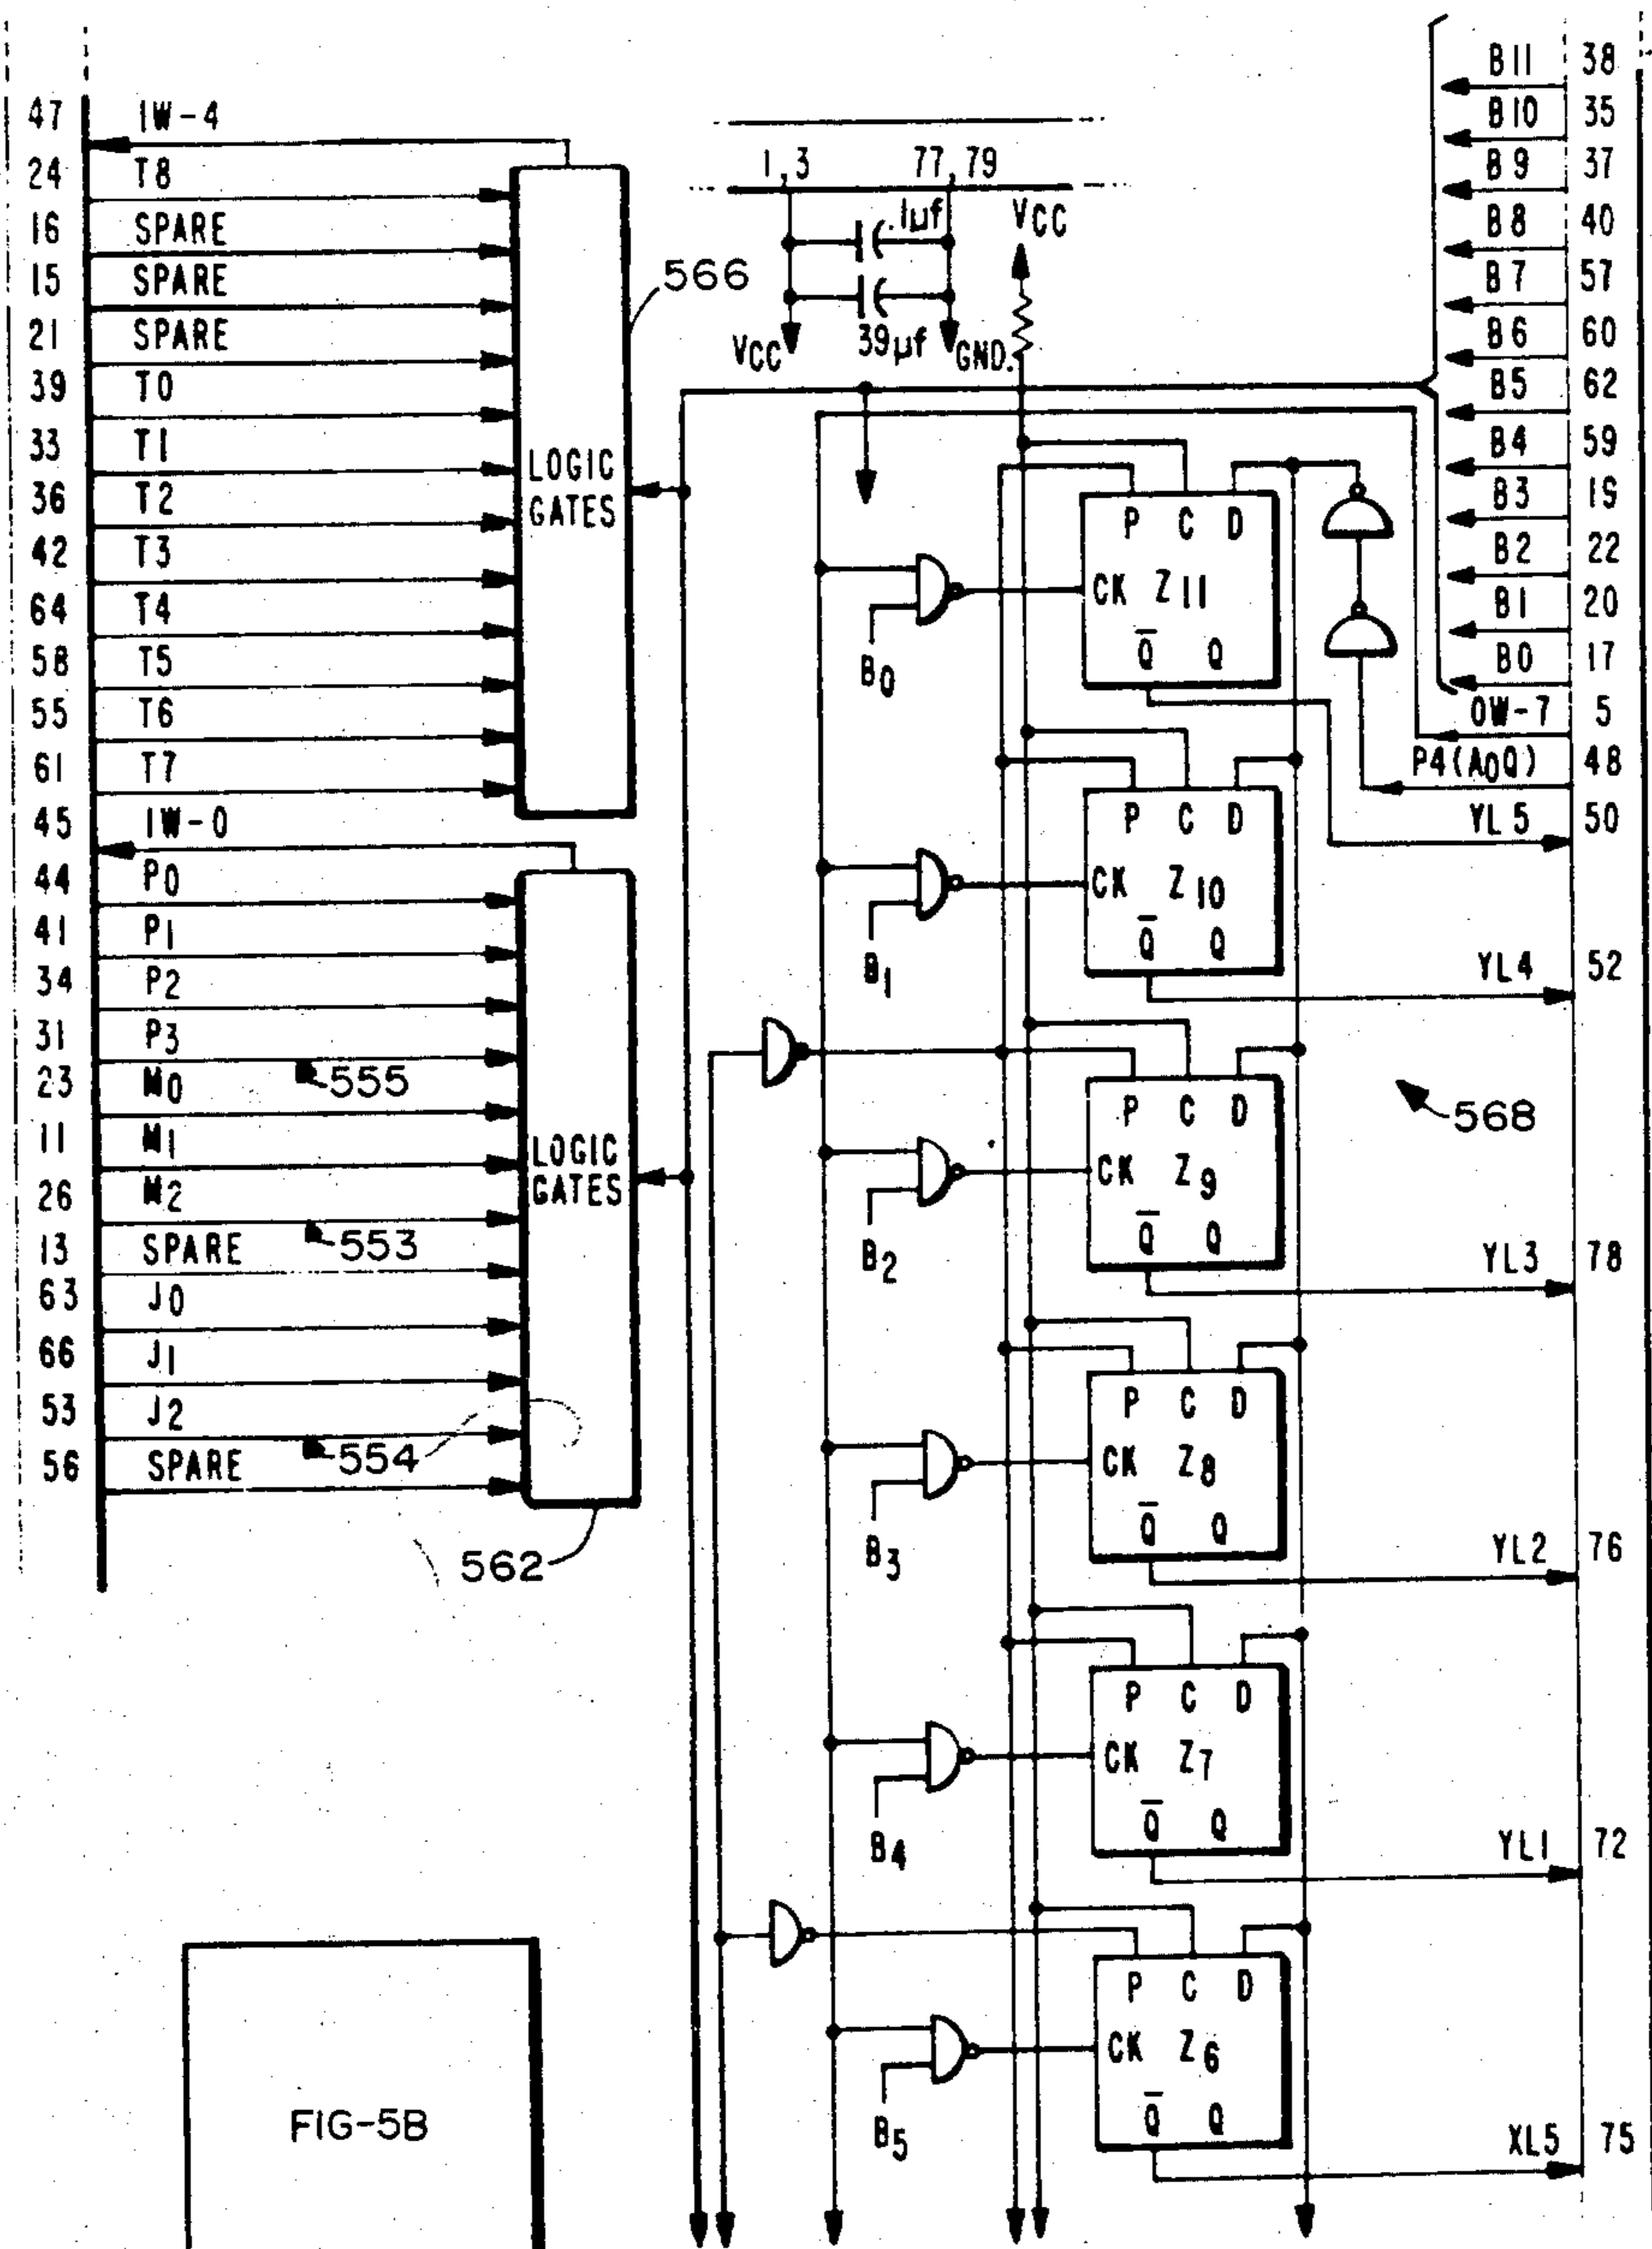 47 IW-4
24 T8
16 SPARE
15 SPARE
21 SPARE
39 T0
33 T1
36 T2
42 T3
64 T4
58 T5
55 T6
61 T7
45 IW-0
44 P0
41 P1
34 P2
31 P3
555
23 M0
11 M1
26 M2
553
13 SPARE
63 J0
66 J1
53 J2
554
56 SPARE
LOGIC
GATES
566
LOGIC
GATES
562
FIG-5B
1,3 77,79
.1µf
VCC
39µf
VCC GND.
B0
P C D
CK Z11
Q̅ Q
B1
P C D
CK Z10
Q̅ Q
B2
P C D
CK Z9
Q̅ Q
B3
P C D
CK Z8
Q̅ Q
B4
P C D
CK Z7
Q̅ Q
B5
P C D
CK Z6
Q̅ Q
568
B11 38
B10 35
B9 37
B8 40
B7 57
B6 60
B5 62
B4 59
B3 19
B2 22
B1 20
B0 17
OW-7 5
P4(A0Q) 48
YL5 50
YL4 52
YL3 78
YL2 76
YL1 72
XL5 75